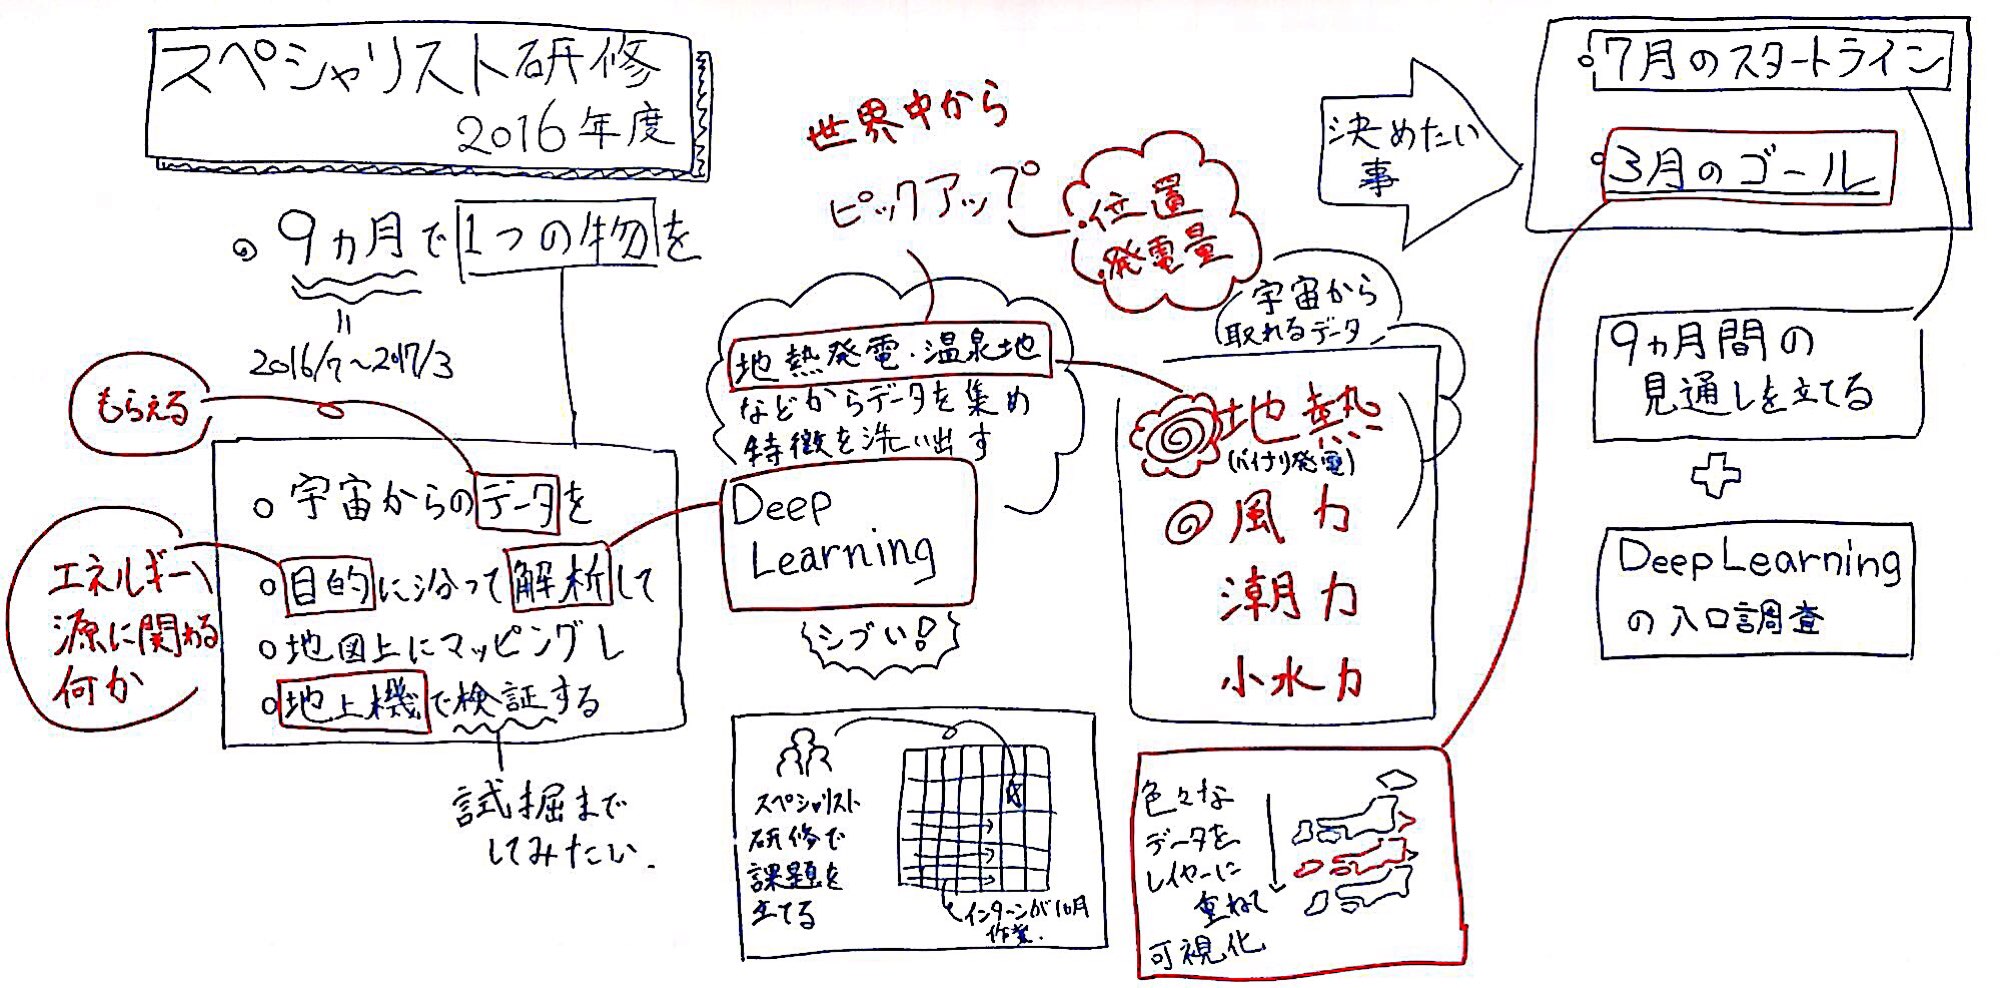 スペシャリスト研修
2016年度
9ヵ月で1つの物を
2016/7～2017/3
もらえる
宇宙からのデータを
目的に沿って解析して
地図上にマッピングし
地上機で検証する
エネルギー
源に関わる
何か
試掘まで
してみたい.
世界中から
ピックアップ
・位置
・発電量
地熱発電・温泉地
などからデータを集め
特徴を洗い出す
Deep
Learning
シブい!
宇宙から
取れるデータ
地熱
(バイナリ発電)
風力
潮力
小水力
スペシャリスト
研修で
課題を
立てる
インターンが1ヵ月
作業.
色々な
データを
レイヤーに
重ねて
可視化
決めたい
事
7月のスタートライン
3月のゴール
9ヵ月間の
見通しを立てる
Deep Learning
の入口調査